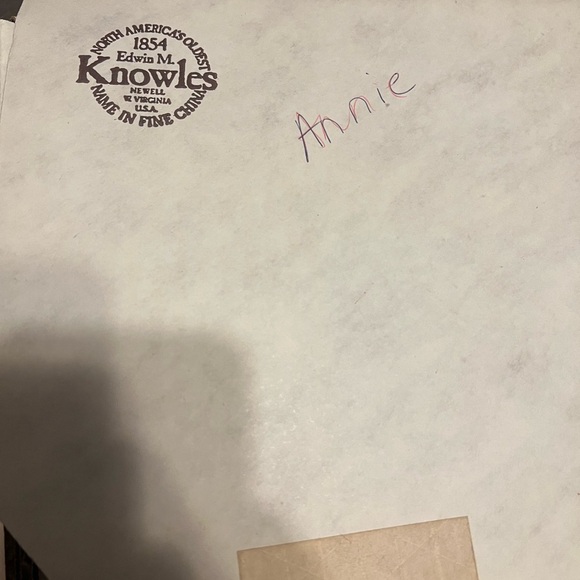 NORTH AMERICA'S OLDEST
1854
Edwin M.
Knowles
NEWELL
W. VIRGINIA
U.S.A.
NAME IN FINE CHINA
Annie